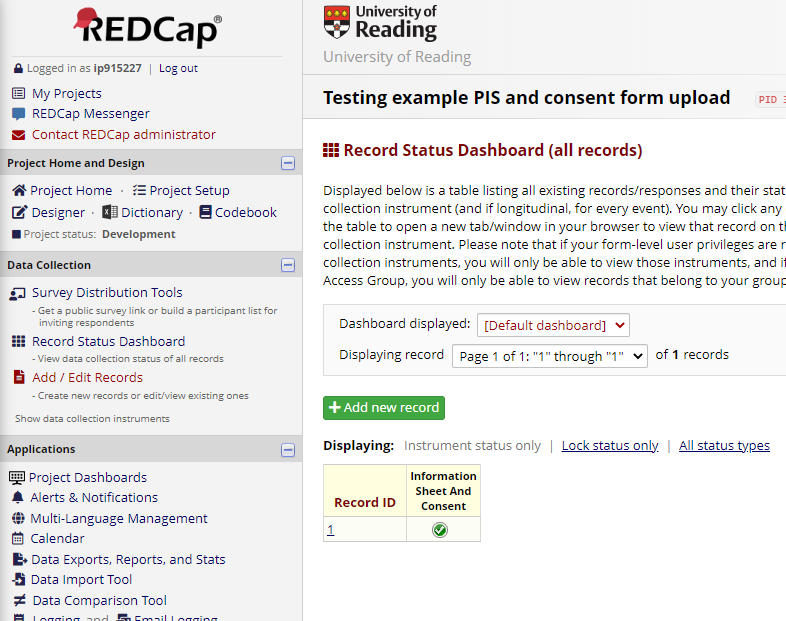 REDCap®
Logged in as ip915227 | Log out
My Projects
REDCap Messenger
Contact REDCap administrator
Project Home and Design
Project Home · Project Setup
Designer · Dictionary · Codebook
Project status: Development
Data Collection
Survey Distribution Tools
- Get a public survey link or build a participant list for
inviting respondents
Record Status Dashboard
- View data collection status of all records
Add / Edit Records
- Create new records or edit/view existing ones
Show data collection instruments
Applications
Project Dashboards
Alerts & Notifications
Multi-Language Management
Calendar
Data Exports, Reports, and Stats
Data Import Tool
Data Comparison Tool
Logging and Email Logging
University of
Reading
University of Reading
Testing example PIS and consent form upload PID 3
Record Status Dashboard (all records)
Displayed below is a table listing all existing records/responses and their stat
collection instrument (and if longitudinal, for every event). You may click any
the table to open a new tab/window in your browser to view that record on th
collection instrument. Please note that if your form-level user privileges are r
collection instruments, you will only be able to view those instruments, and if
Access Group, you will only be able to view records that belong to your group
Dashboard displayed: [Default dashboard]
Displaying record Page 1 of 1: "1" through "1" of 1 records
Add new record
Displaying: Instrument status only | Lock status only | All status types
Record ID
Information
Sheet And
Consent
1